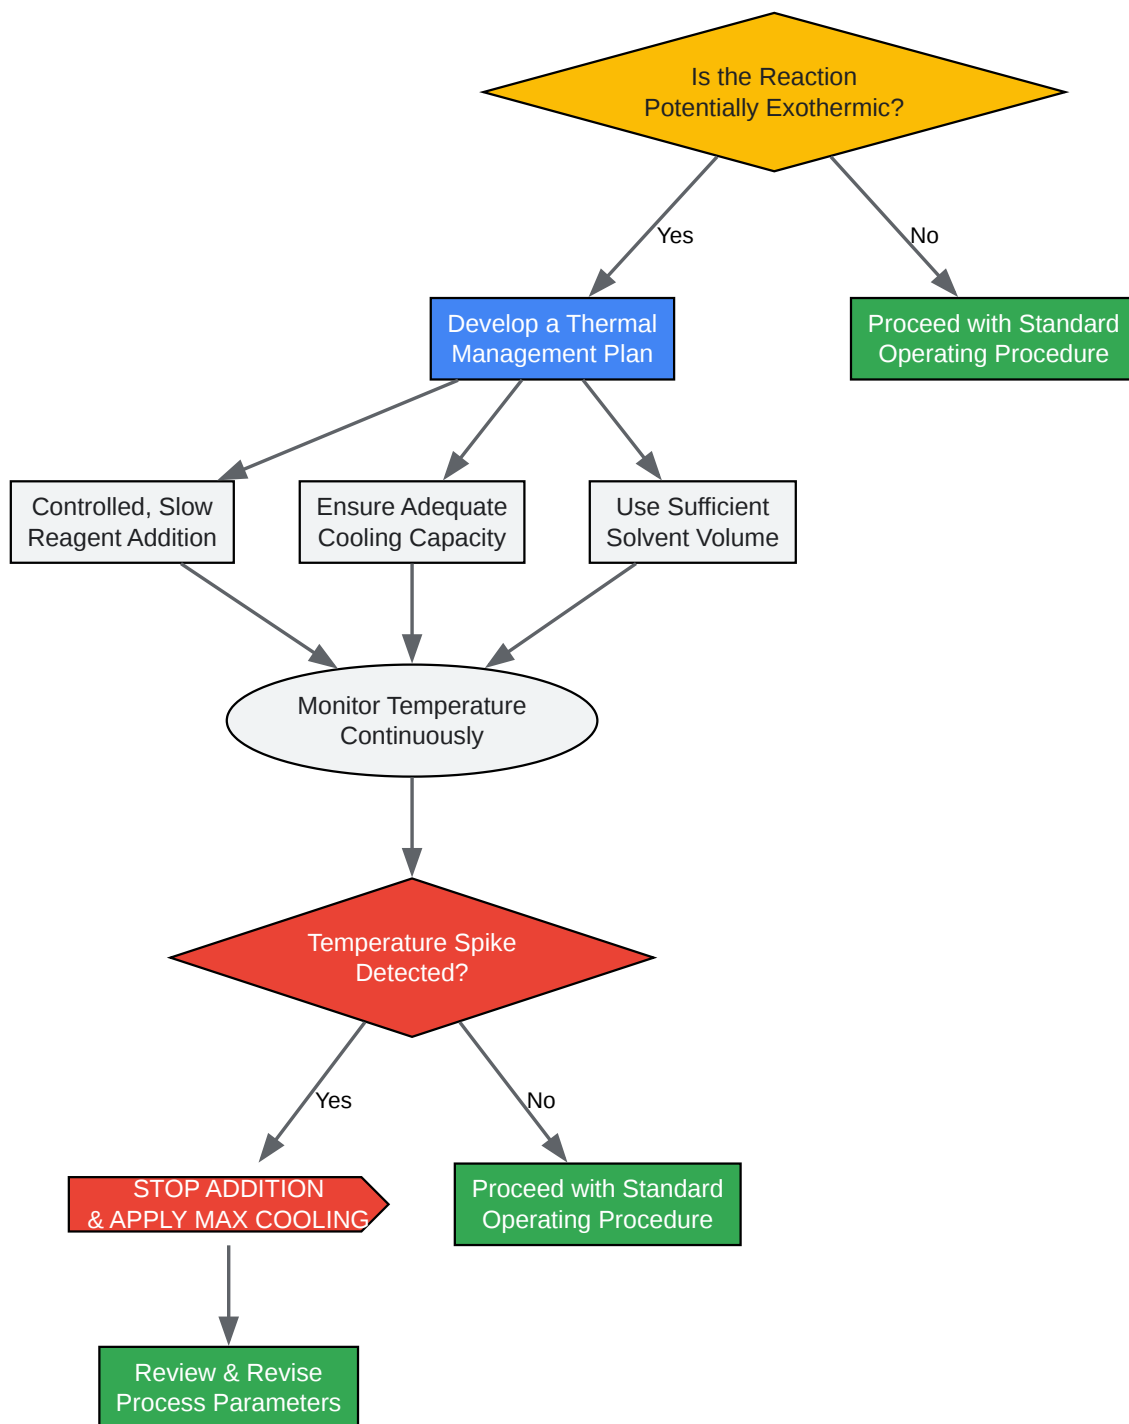 Is the Reaction
Potentially Exothermic?
Yes
No
Develop a Thermal
Management Plan
Proceed with Standard
Operating Procedure
Controlled, Slow
Reagent Addition
Ensure Adequate
Cooling Capacity
Use Sufficient
Solvent Volume
Monitor Temperature
Continuously
Temperature Spike
Detected?
Yes
No
STOP ADDITION
& APPLY MAX COOLING
Proceed with Standard
Operating Procedure
Review & Revise
Process Parameters